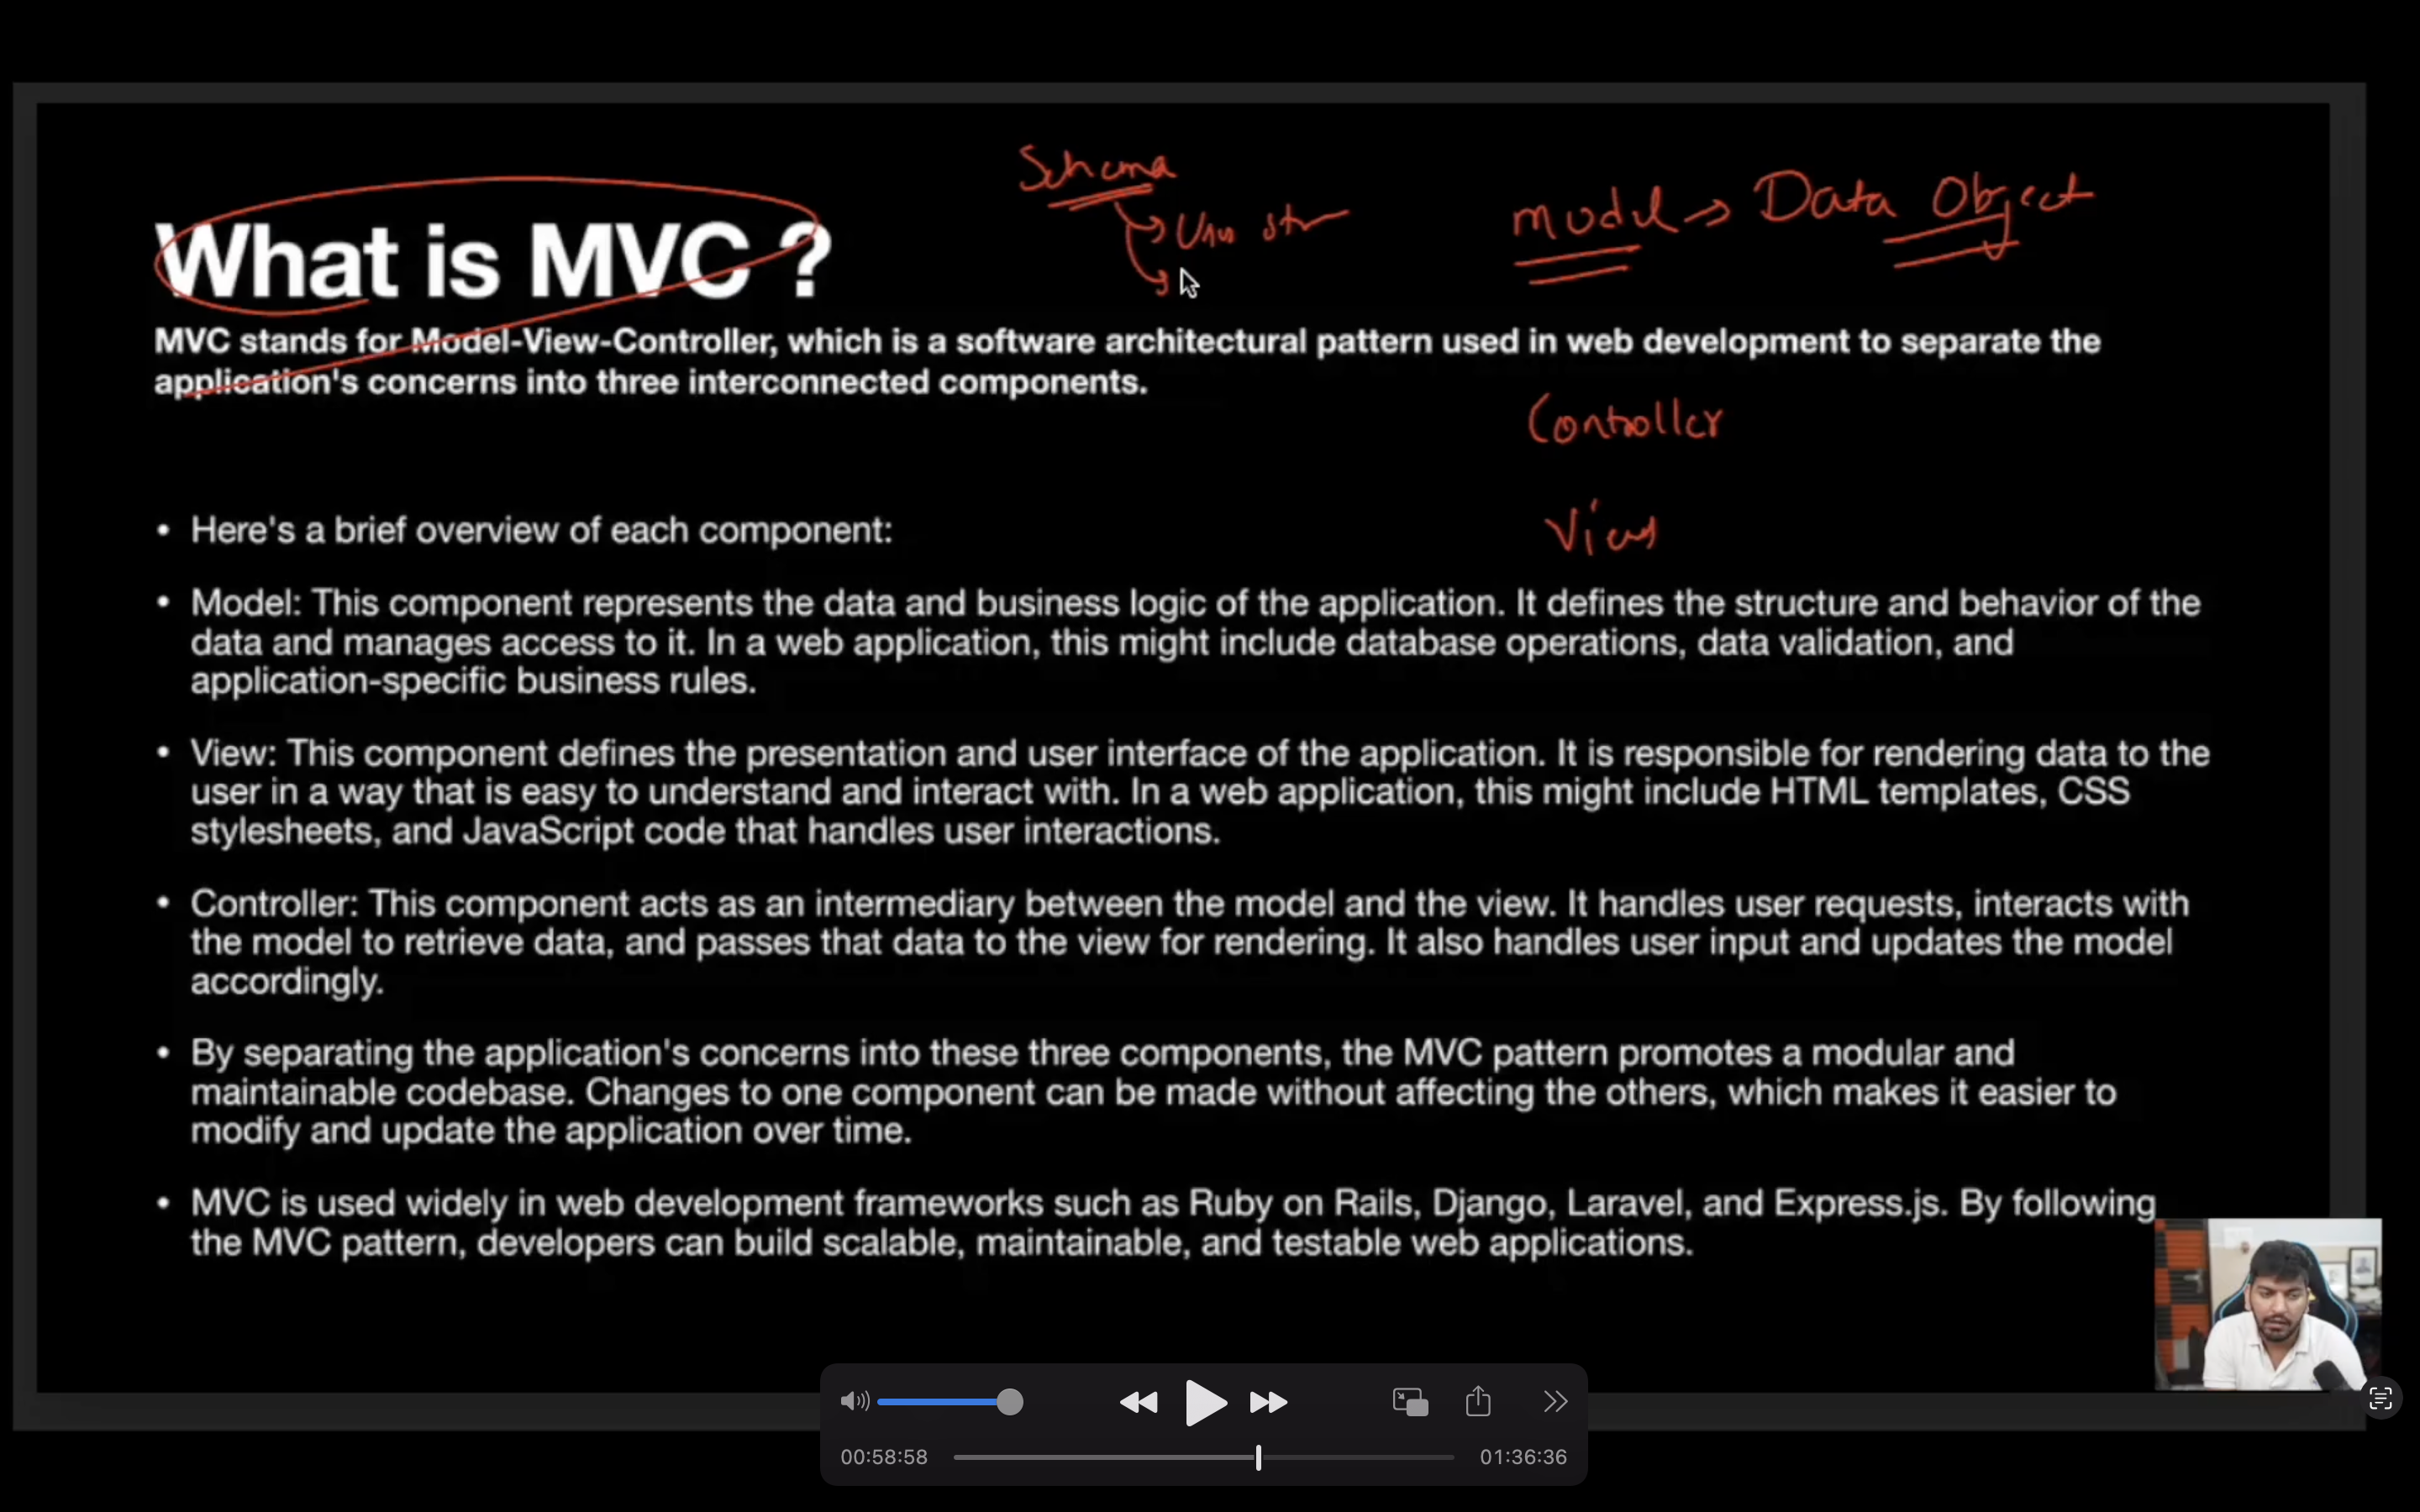 Schema
model → Data Object
What is MVC ?
MVC stands for Model-View-Controller, which is a software architectural pattern used in web development to separate the
application's concerns into three interconnected components.
Controller
View
• Here's a brief overview of each component:
• Model: This component represents the data and business logic of the application. It defines the structure and behavior of the
data and manages access to it. In a web application, this might include database operations, data validation, and
application-specific business rules.
• View: This component defines the presentation and user interface of the application. It is responsible for rendering data to the
user in a way that is easy to understand and interact with. In a web application, this might include HTML templates, CSS
stylesheets, and JavaScript code that handles user interactions.
• Controller: This component acts as an intermediary between the model and the view. It handles user requests, interacts with
the model to retrieve data, and passes that data to the view for rendering. It also handles user input and updates the model
accordingly.
• By separating the application's concerns into these three components, the MVC pattern promotes a modular and
maintainable codebase. Changes to one component can be made without affecting the others, which makes it easier to
modify and update the application over time.
• MVC is used widely in web development frameworks such as Ruby on Rails, Django, Laravel, and Express.js. By following
the MVC pattern, developers can build scalable, maintainable, and testable web applications.
00:58:58
01:36:36